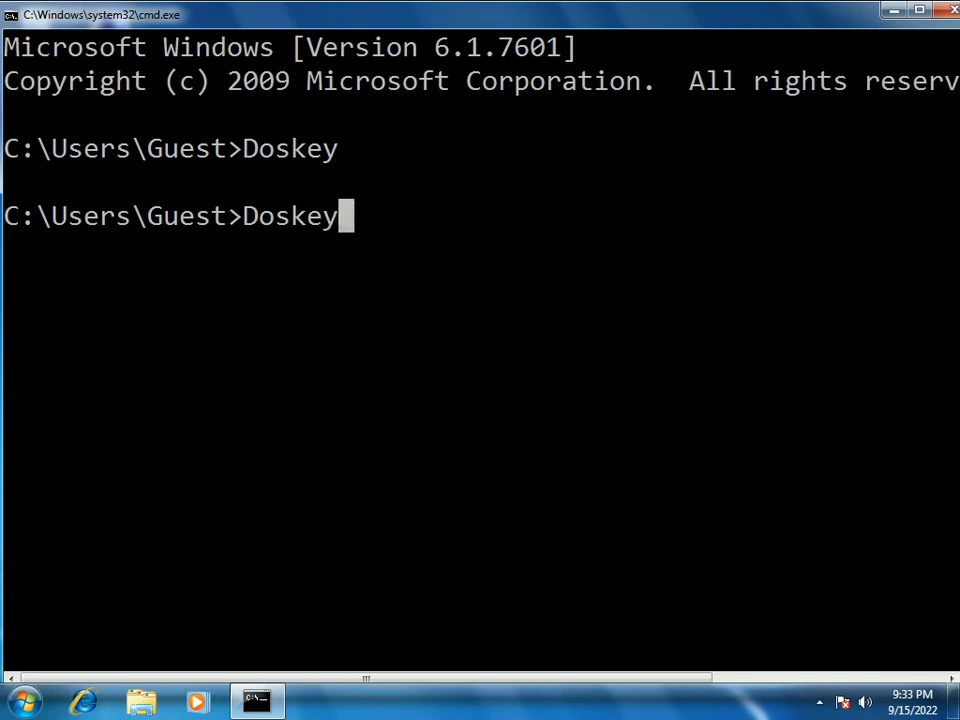 C:\Windows\system32\cmd.exe
Microsoft Windows [Version 6.1.7601]
Copyright (c) 2009 Microsoft Corporation.  All rights reserv
C:\Users\Guest>Doskey
C:\Users\Guest>Doskey
9:33 PM
9/15/2022